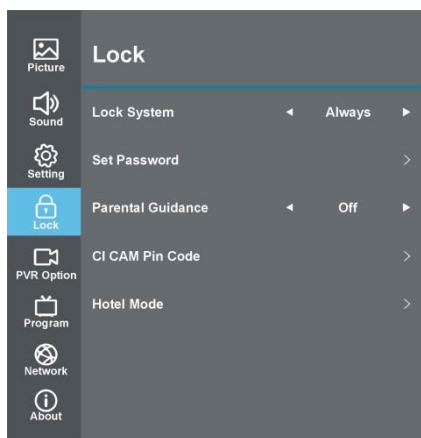 Picture
Sound
Setting
Lock
PVR Option
Program
Network
About
Lock
Lock System Always
Set Password
Parental Guidance Off
CI CAM Pin Code
Hotel Mode